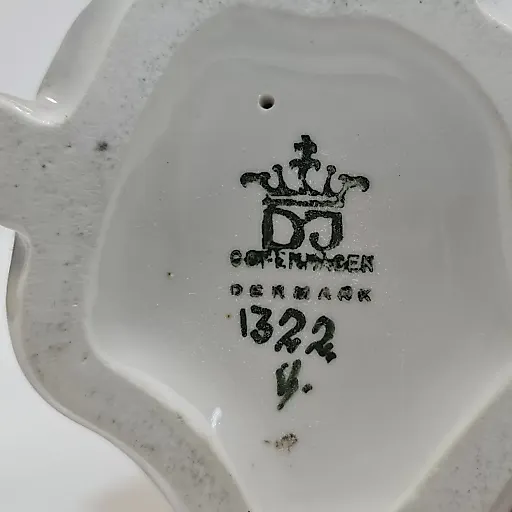 DJ
COPENHAGEN
DENMARK
1322
y.